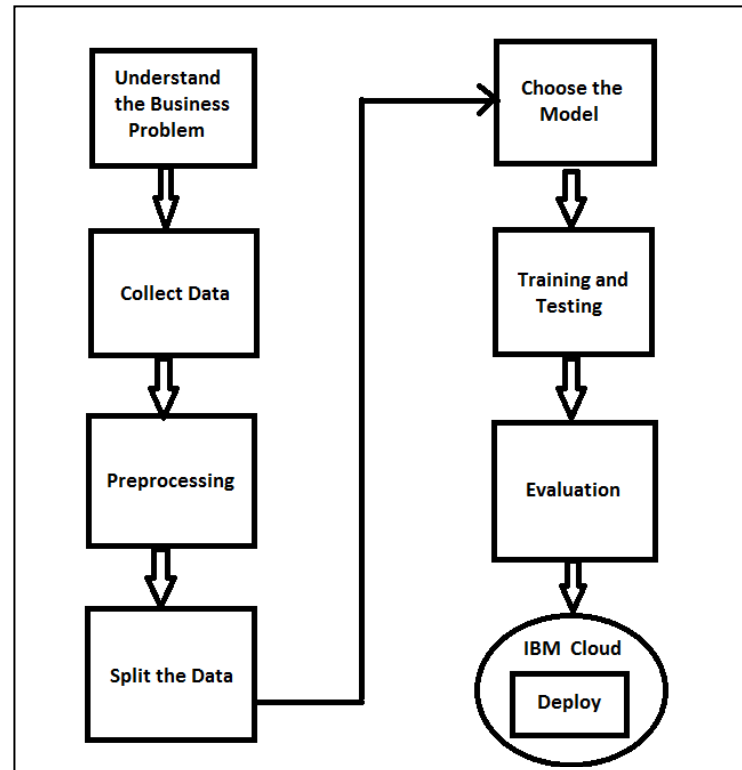 Understand
the Business
Problem
Collect Data
Preprocessing
Split the Data
Choose the
Model
Training and
Testing
Evaluation
IBM Cloud
Deploy